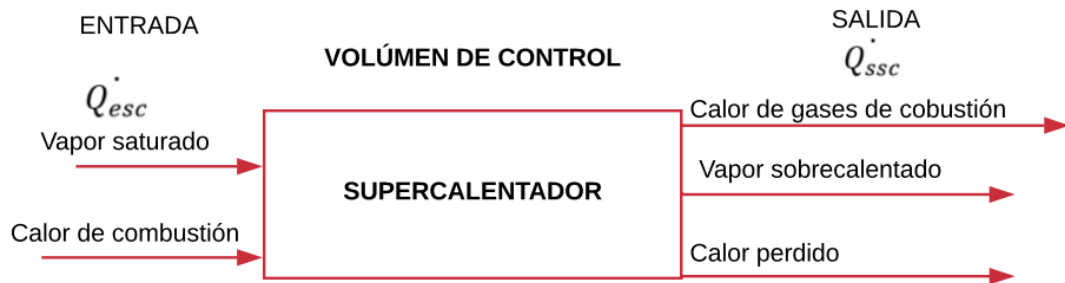 ENTRADA
VOLÚMEN DE CONTROL
SALIDA
Q̇esc
Q̇ssc
Vapor saturado
Calor de combustión
SUPERCALENTADOR
Calor de gases de cobustión
Vapor sobrecalentado
Calor perdido